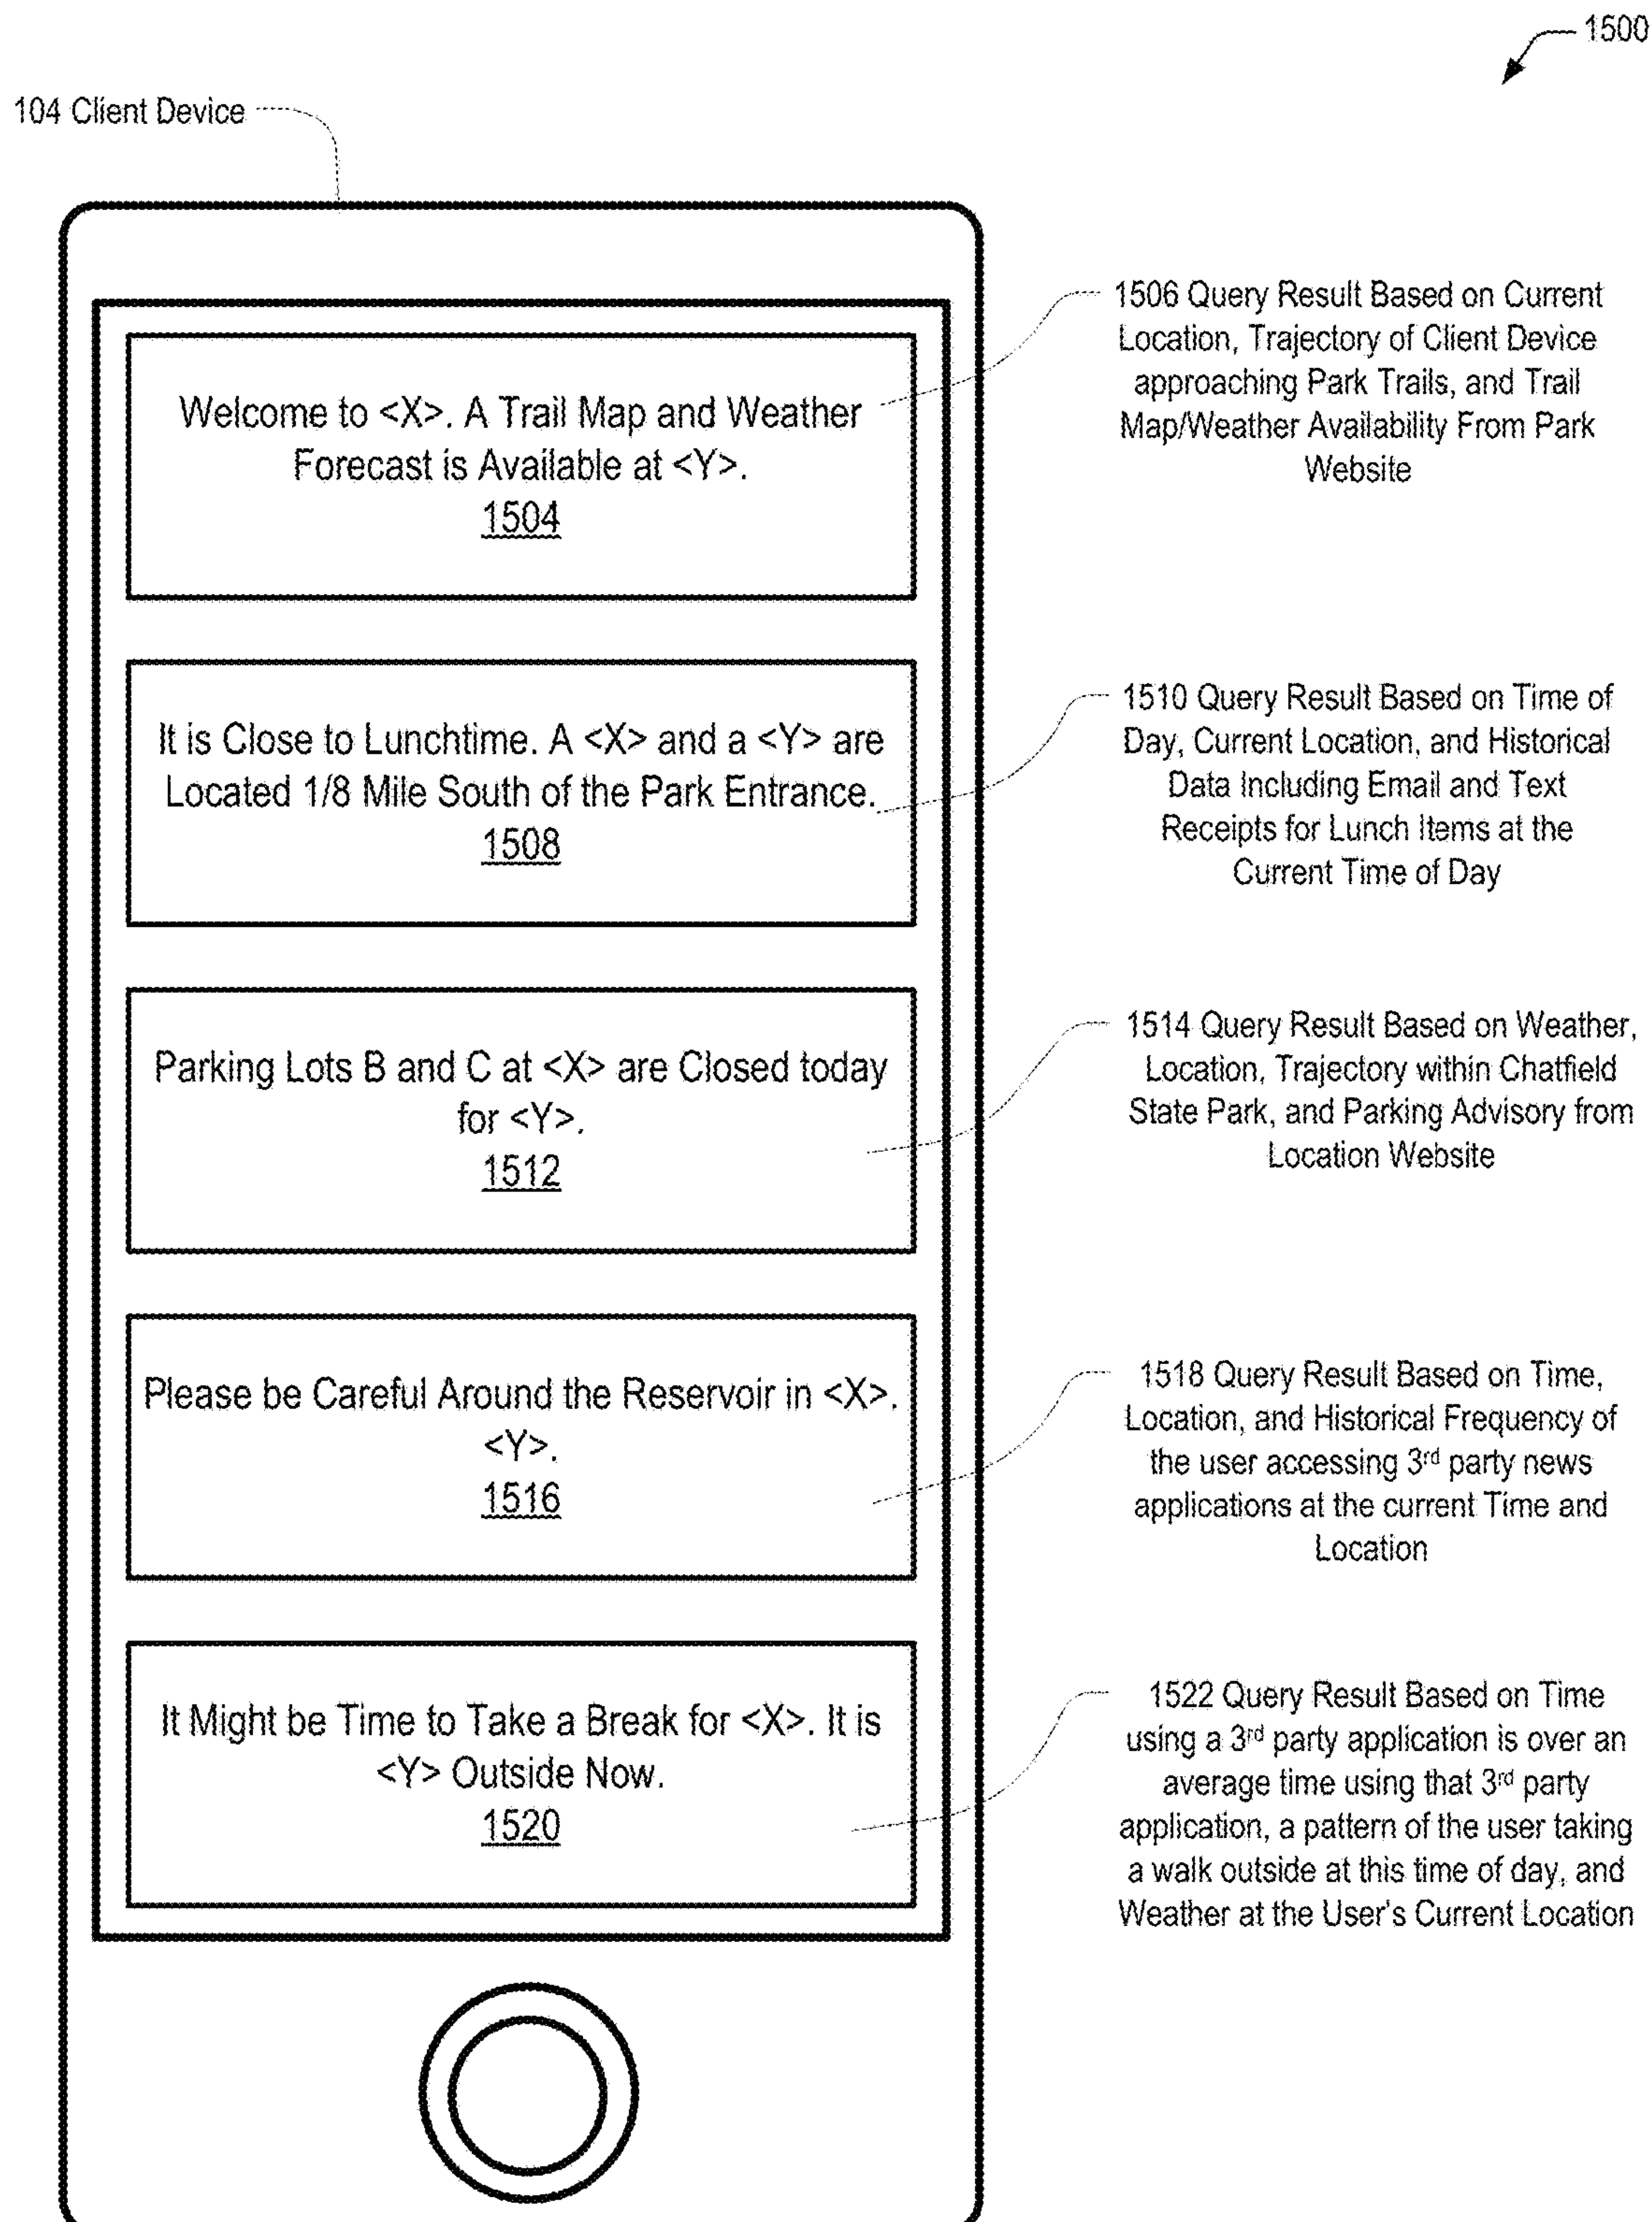 1500
104 Client Device
Welcome to <X>. A Trail Map and Weather
Forecast is Available at <Y>.
1504
1506 Query Result Based on Current
Location, Trajectory of Client Device
approaching Park Trails, and Trail
Map/Weather Availability From Park
Website
It is Close to Lunchtime. A <X> and a <Y> are
Located 1/8 Mile South of the Park Entrance.
1508
1510 Query Result Based on Time of
Day, Current Location, and Historical
Data Including Email and Text
Receipts for Lunch Items at the
Current Time of Day
Parking Lots B and C at <X> are Closed today
for <Y>.
1512
1514 Query Result Based on Weather,
Location, Trajectory within Chatfield
State Park, and Parking Advisory from
Location Website
Please be Careful Around the Reservoir in <X>.
<Y>.
1516
1518 Query Result Based on Time,
Location, and Historical Frequency of
the user accessing 3rd party news
applications at the current Time and
Location
It Might be Time to Take a Break for <X>. It is
<Y> Outside Now.
1520
1522 Query Result Based on Time
using a 3rd party application is over an
average time using that 3rd party
application, a pattern of the user taking
a walk outside at this time of day, and
Weather at the User's Current Location